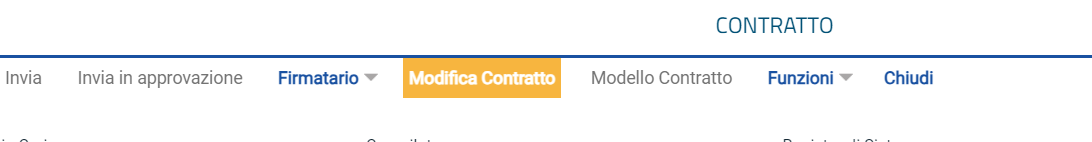 CONTRATTO
Invia Invia in approvazione Firmatario Modifica Contratto Modello Contratto Funzioni Chiudi